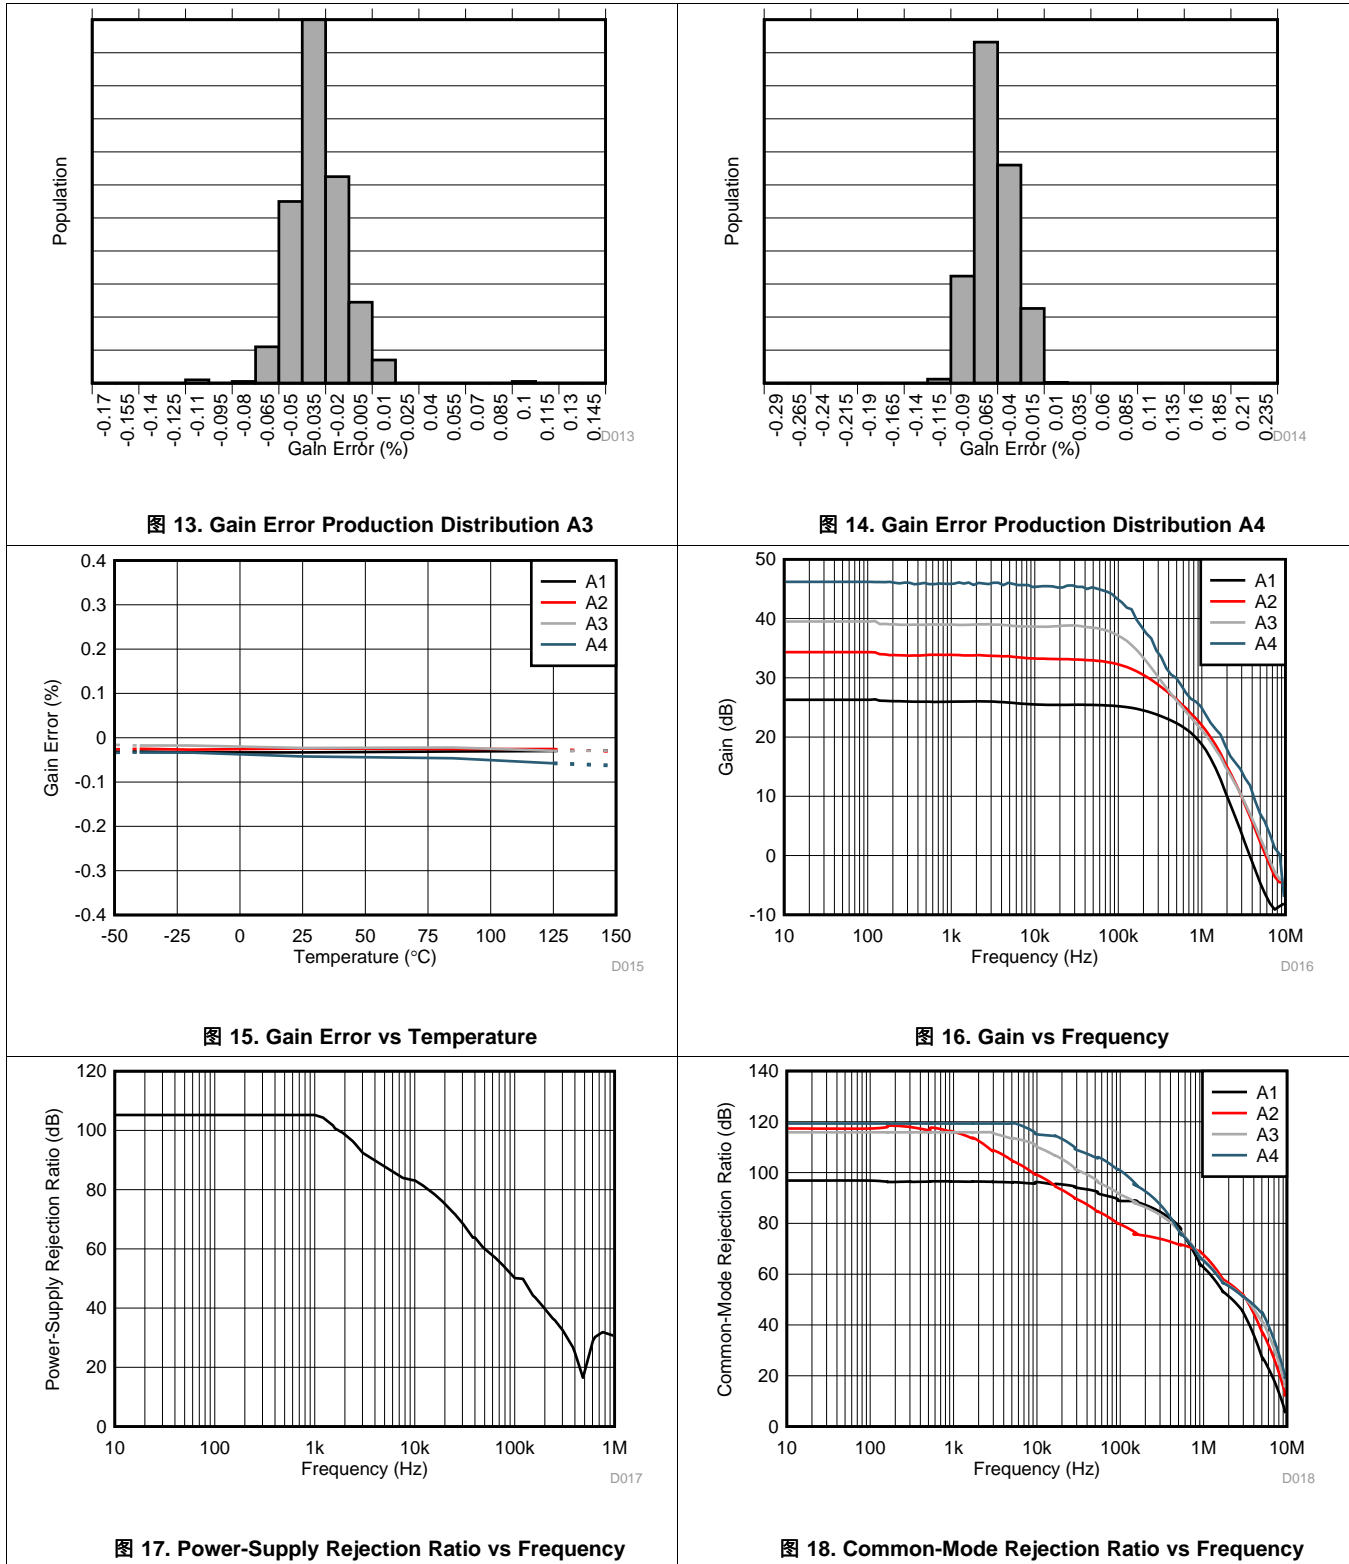 Population
-0.17
-0.155
-0.14
-0.125
-0.11
-0.095
-0.08
-0.065
-0.05
-0.035
-0.02
-0.005
0.01
0.025
0.04
0.055
0.07
0.085
0.1
0.115
0.13
0.145
Gain Error (%)
D013
图 13. Gain Error Production Distribution A3
Population
-0.29
-0.265
-0.24
-0.215
-0.19
-0.165
-0.14
-0.115
-0.09
-0.065
-0.04
-0.015
0.01
0.035
0.06
0.085
0.11
0.135
0.16
0.185
0.21
0.235
Gain Error (%)
D014
图 14. Gain Error Production Distribution A4
0.4
0.3
0.2
0.1
0
-0.1
-0.2
-0.3
-0.4
Gain Error (%)
A1
A2
A3
A4
-50 -25 0 25 50 75 100 125 150
Temperature (°C)
D015
图 15. Gain Error vs Temperature
50
40
30
20
10
0
-10
Gain (dB)
A1
A2
A3
A4
10 100 1k 10k 100k 1M 10M
Frequency (Hz)
D016
图 16. Gain vs Frequency
120
100
80
60
40
20
0
Power-Supply Rejection Ratio (dB)
10 100 1k 10k 100k 1M
Frequency (Hz)
D017
图 17. Power-Supply Rejection Ratio vs Frequency
140
120
100
80
60
40
20
0
Common-Mode Rejection Ratio (dB)
A1
A2
A3
A4
10 100 1k 10k 100k 1M 10M
Frequency (Hz)
D018
图 18. Common-Mode Rejection Ratio vs Frequency